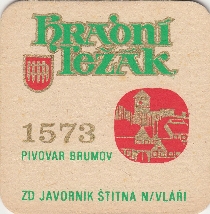 Hradní
ležák
1573
PIVOVAR BRUMOV
ZD JAVORNÍK ŠTÍTNÁ N/VLÁŘÍ